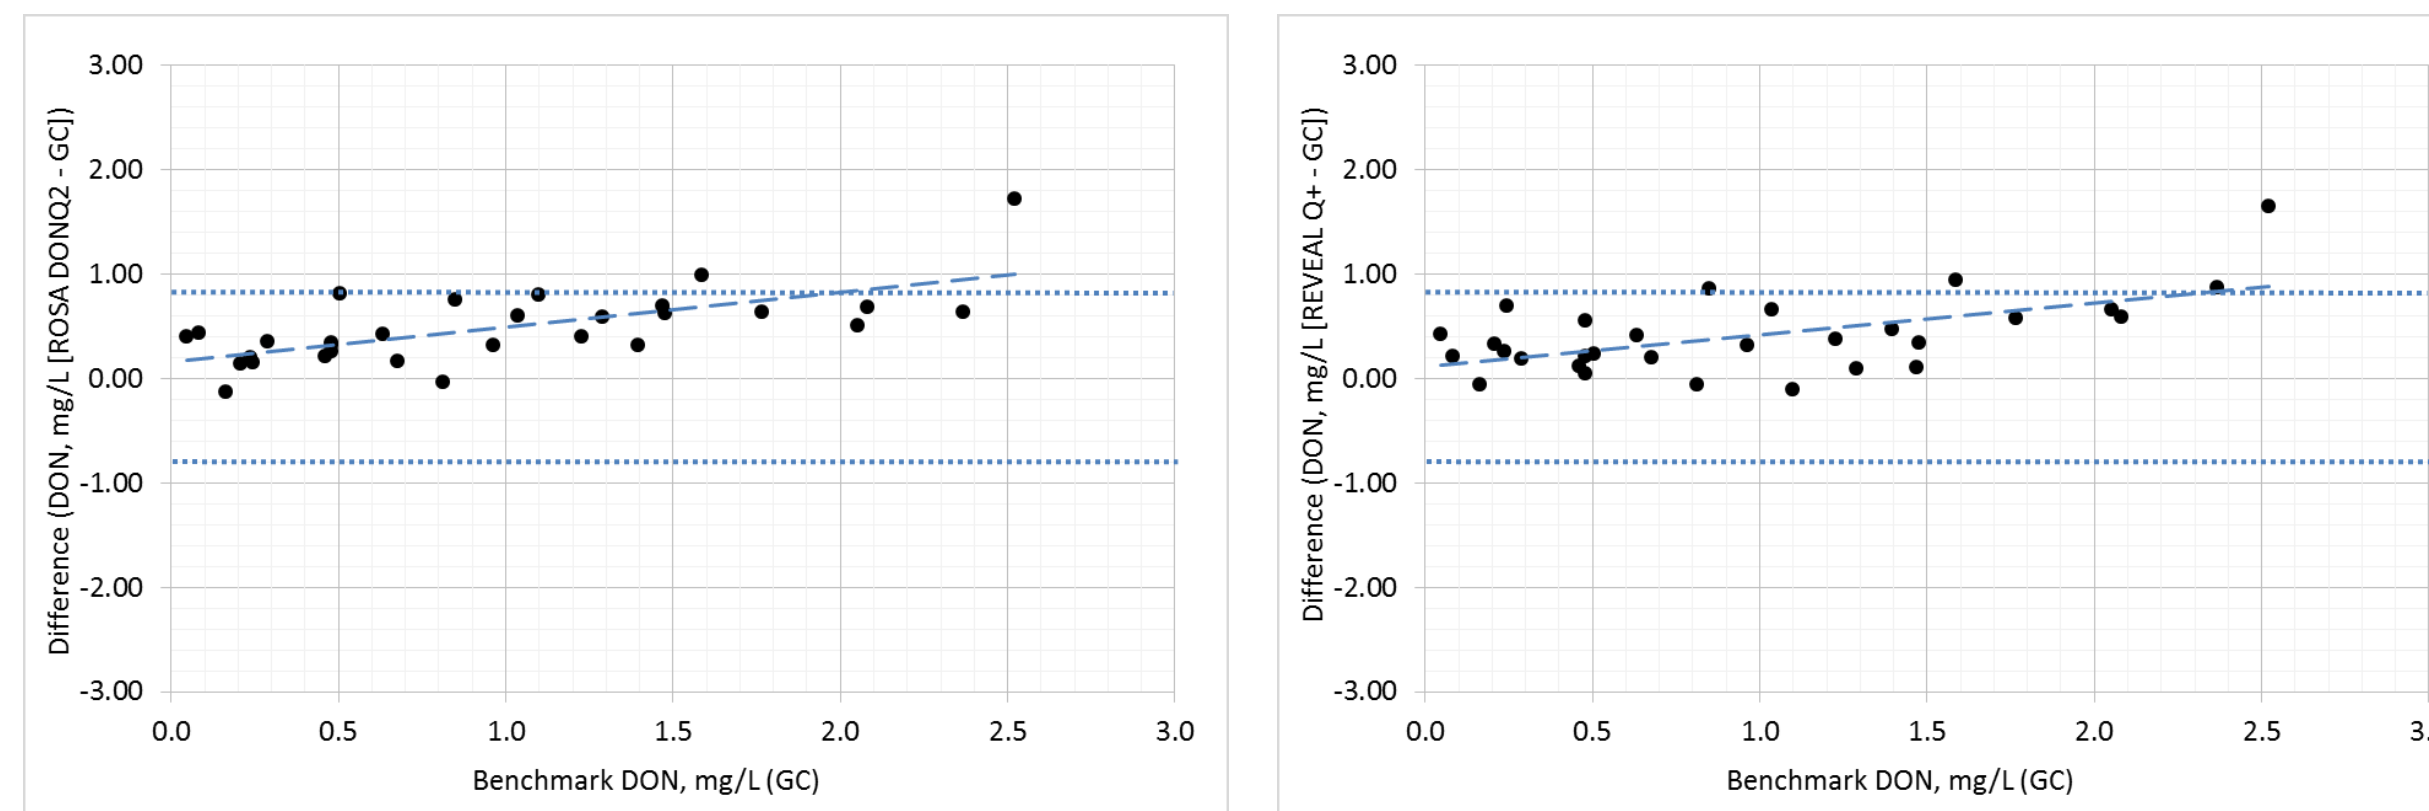 Difference (DON, mg/L [ROSA DONQ2 - GC])
3.00
2.00
1.00
0.00
-1.00
-2.00
-3.00
0.0 0.5 1.0 1.5 2.0 2.5 3.0
Benchmark DON, mg/L (GC)
Difference (DON, mg/L [REVEAL Q+ - GC])
3.00
2.00
1.00
0.00
-1.00
-2.00
-3.00
0.0 0.5 1.0 1.5 2.0 2.5 3.
Benchmark DON, mg/L (GC)